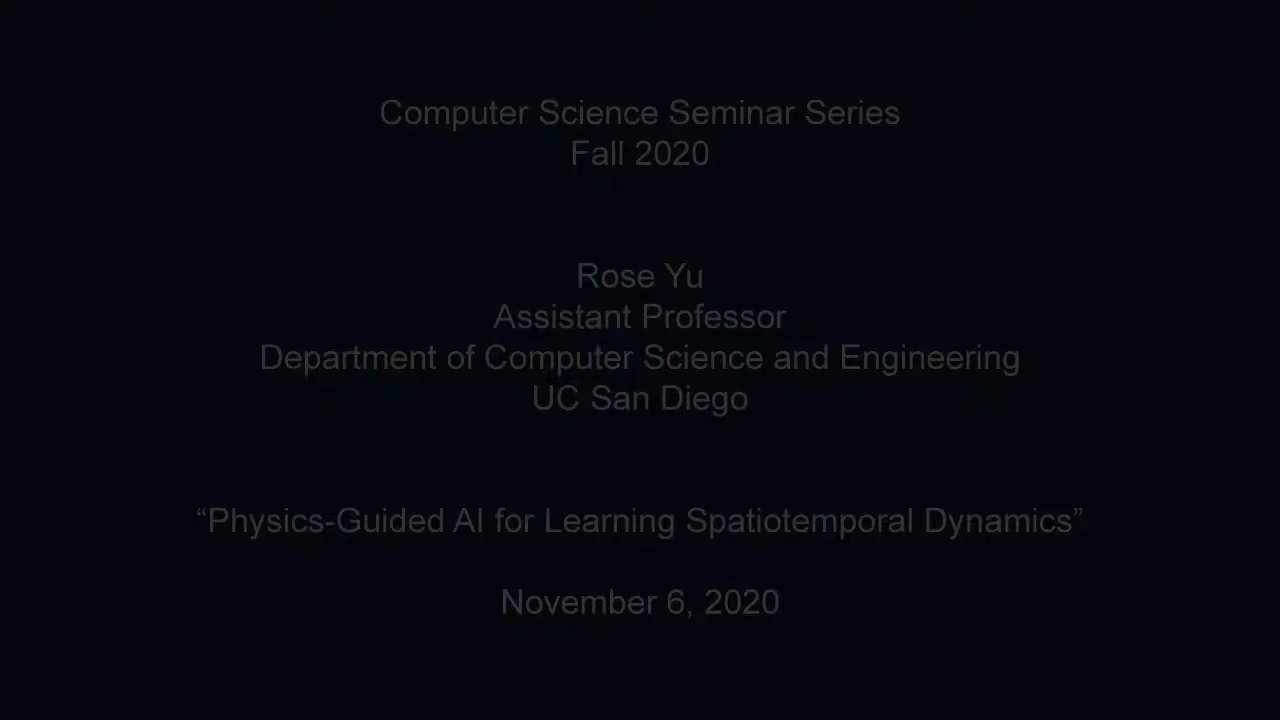 Computer Science Seminar Series
Fall 2020
Rose Yu
Assistant Professor
Department of Computer Science and Engineering
UC San Diego
“Physics-Guided AI for Learning Spatiotemporal Dynamics”
November 6, 2020